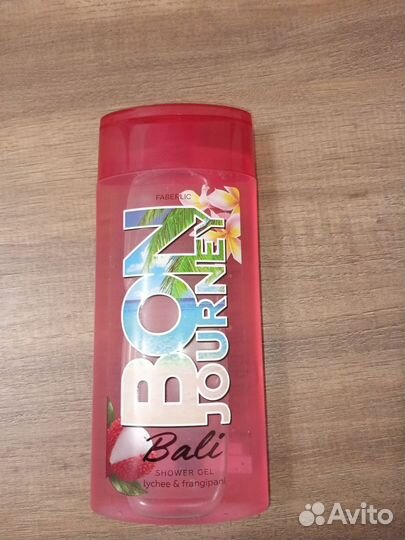 FABERLIC
BON
JOURNEY
Bali
SHOWER GEL
lychee & frangipani
Avito